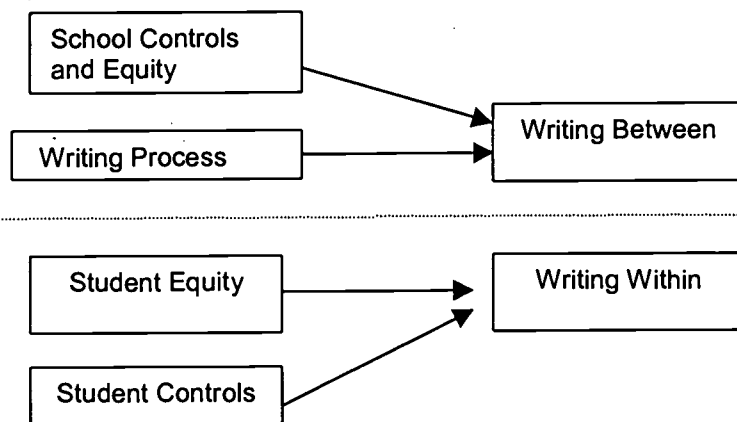 School Controls
and Equity
Writing Between
Writing Process
Student Equity
Writing Within
Student Controls